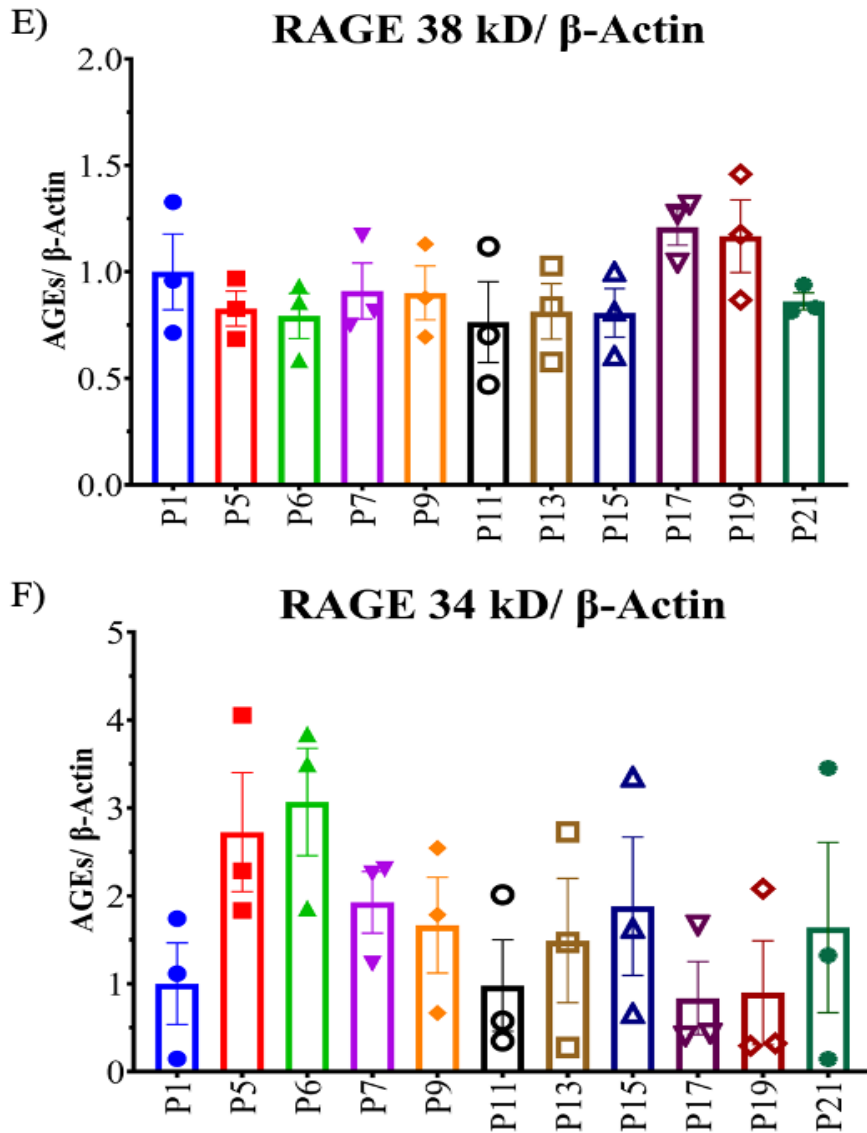 E)
RAGE 38 kD/ β-Actin
AGEs/ β-Actin
2.0
1.5
1.0
0.5
0.0
P1 P5 P6 P7 P9 P11 P13 P15 P17 P19 P21
F)
RAGE 34 kD/ β-Actin
AGEs/ β-Actin
5
4
3
2
1
0
P1 P5 P6 P7 P9 P11 P13 P15 P17 P19 P21